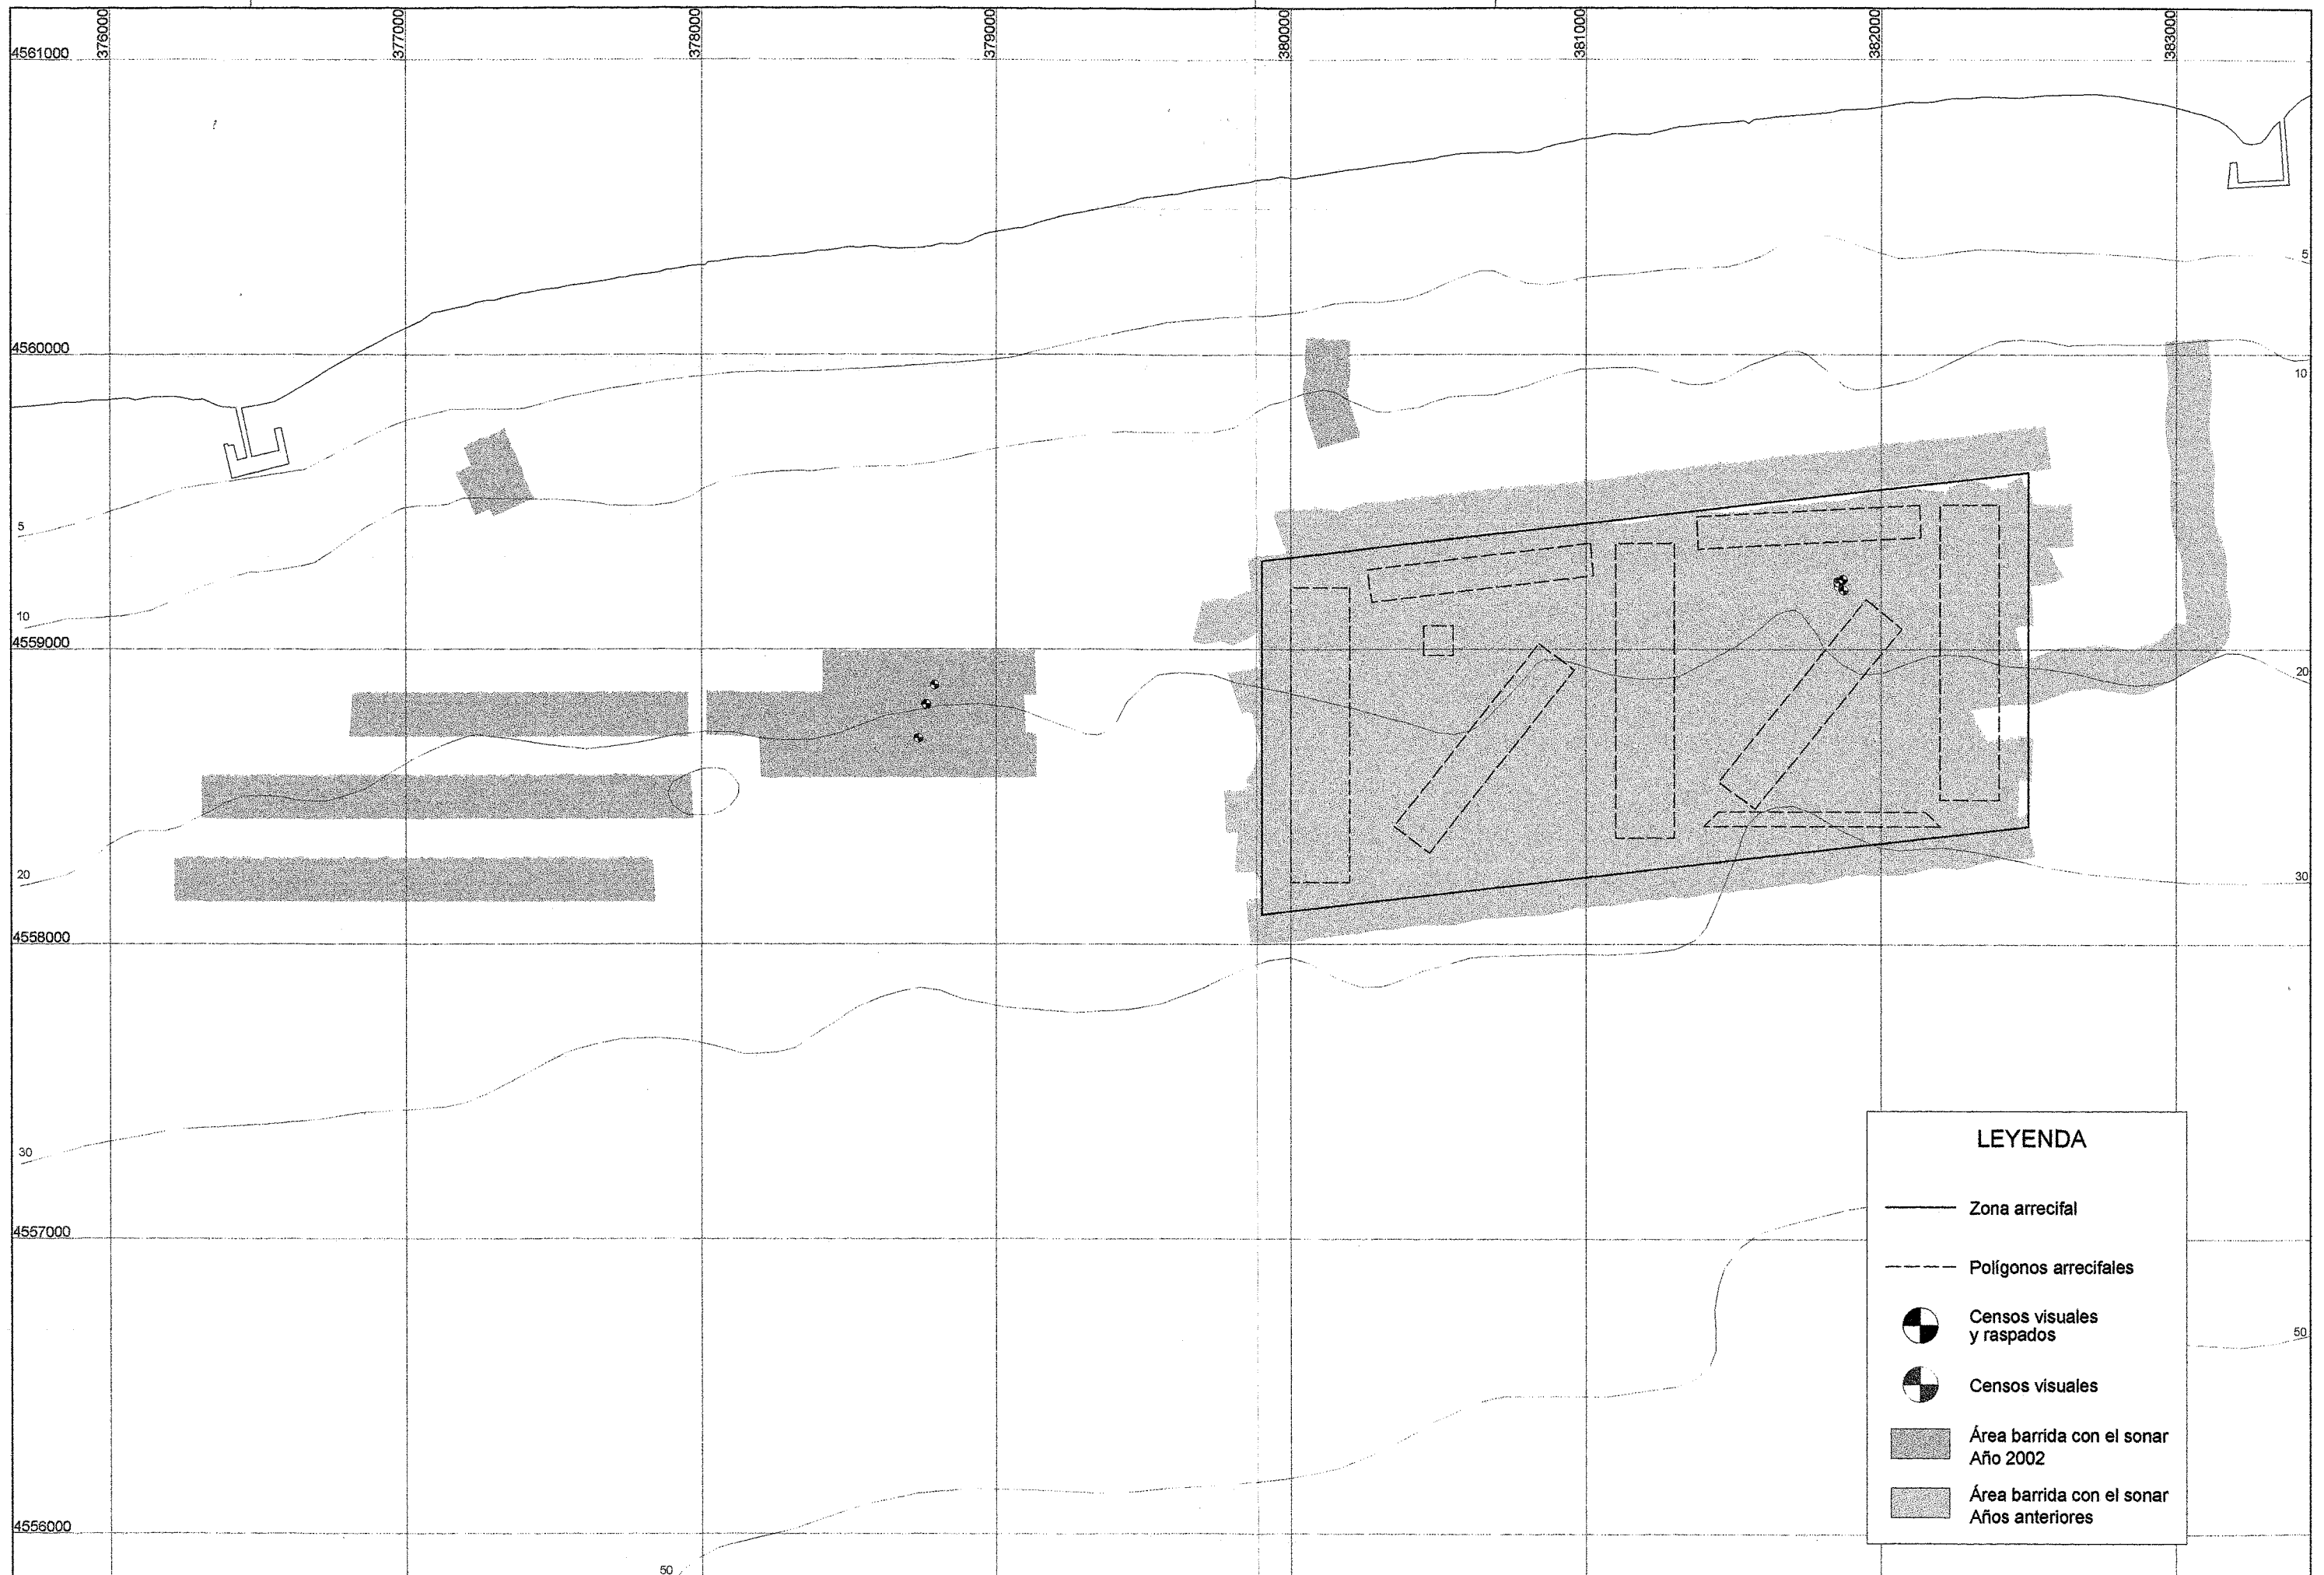 376000
377000
378000
379000
380000
381000
382000
383000
4561000
5
4560000
10
5
10
4559000
20
20
30
4558000
30
4557000
50
4556000
50
LEYENDA
Zona arrecifal
Polígonos arrecifales
Censos visuales
y raspados
Censos visuales
Área barrida con el sonar
Año 2002
Área barrida con el sonar
Años anteriores